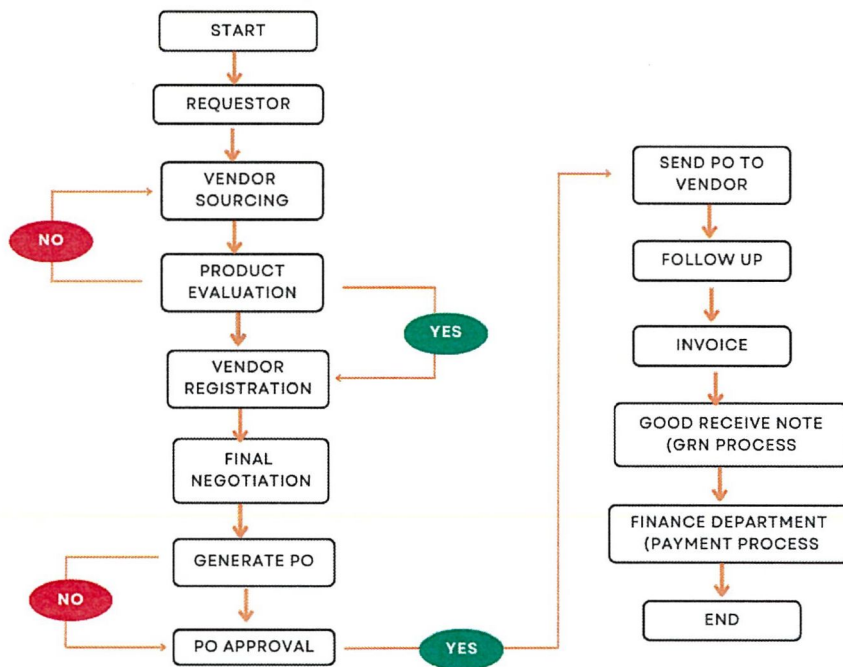 START
REQUESTOR
VENDOR
SOURCING
NO
PRODUCT
EVALUATION
YES
VENDOR
REGISTRATION
FINAL
NEGOTIATION
GENERATE PO
NO
PO APPROVAL
YES
SEND PO TO
VENDOR
FOLLOW UP
INVOICE
GOOD RECEIVE NOTE
(GRN PROCESS
FINANCE DEPARTMENT
(PAYMENT PROCESS
END